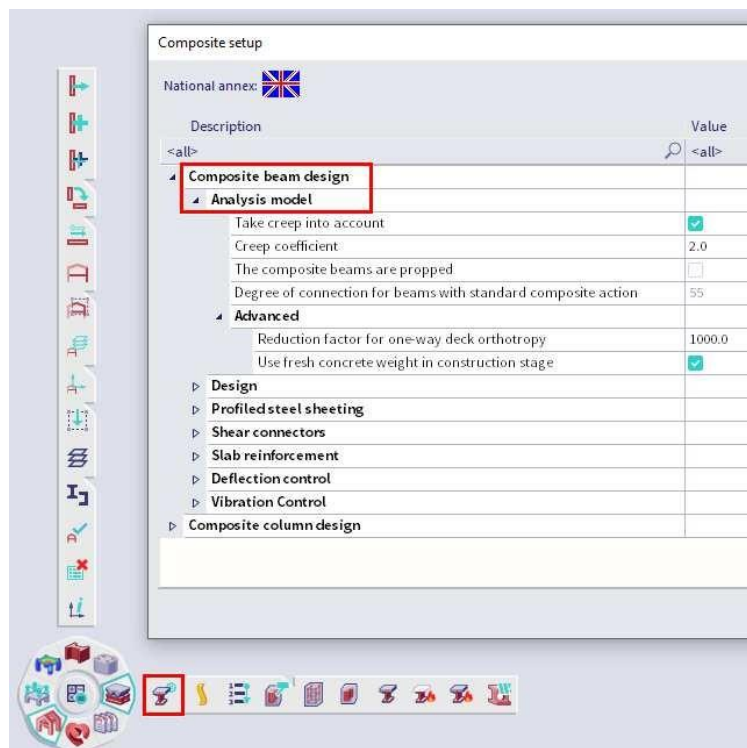 Composite setup
National annex:
Description Value
<all> <all>
Composite beam design
Analysis model
Take creep into account
Creep coefficient 2.0
The composite beams are propped
Degree of connection for beams with standard composite action 55
Advanced
Reduction factor for one-way deck orthotropy 1000.0
Use fresh concrete weight in construction stage
Design
Profiled steel sheeting
Shear connectors
Slab reinforcement
Deflection control
Vibration Control
Composite column design